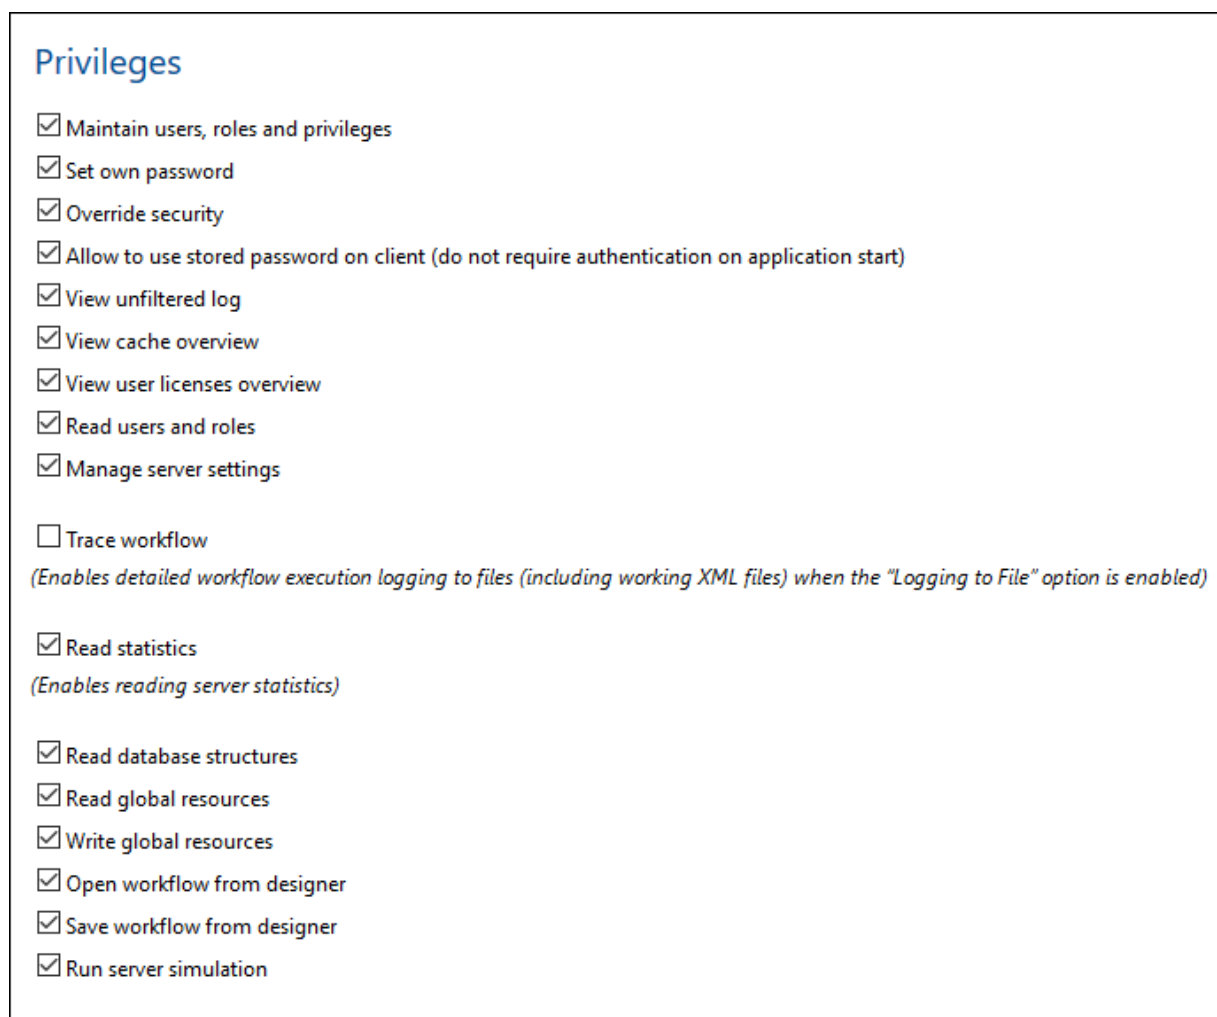 Privileges
Maintain users, roles and privileges
Set own password
Override security
Allow to use stored password on client (do not require authentication on application start)
View unfiltered log
View cache overview
View user licenses overview
Read users and roles
Manage server settings
Trace workflow
(Enables detailed workflow execution logging to files (including working XML files) when the “Logging to File” option is enabled)
Read statistics
(Enables reading server statistics)
Read database structures
Read global resources
Write global resources
Open workflow from designer
Save workflow from designer
Run server simulation